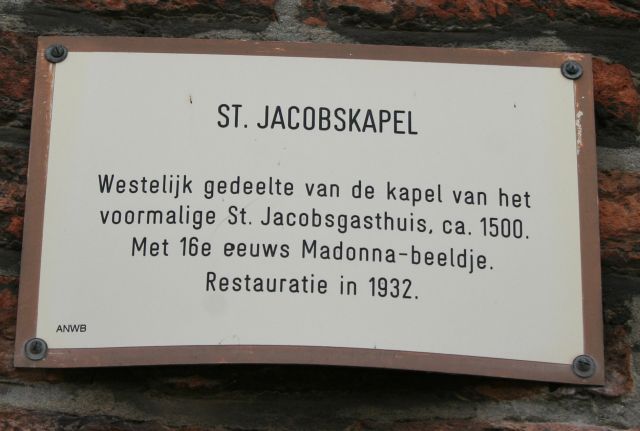 ST. JACOBSKAPEL
Westelijk gedeelte van de kapel van het
voormalige St. Jacobsgasthuis, ca. 1500.
Met 16e eeuws Madonna-beeldje.
Restauratie in 1932.
ANWB